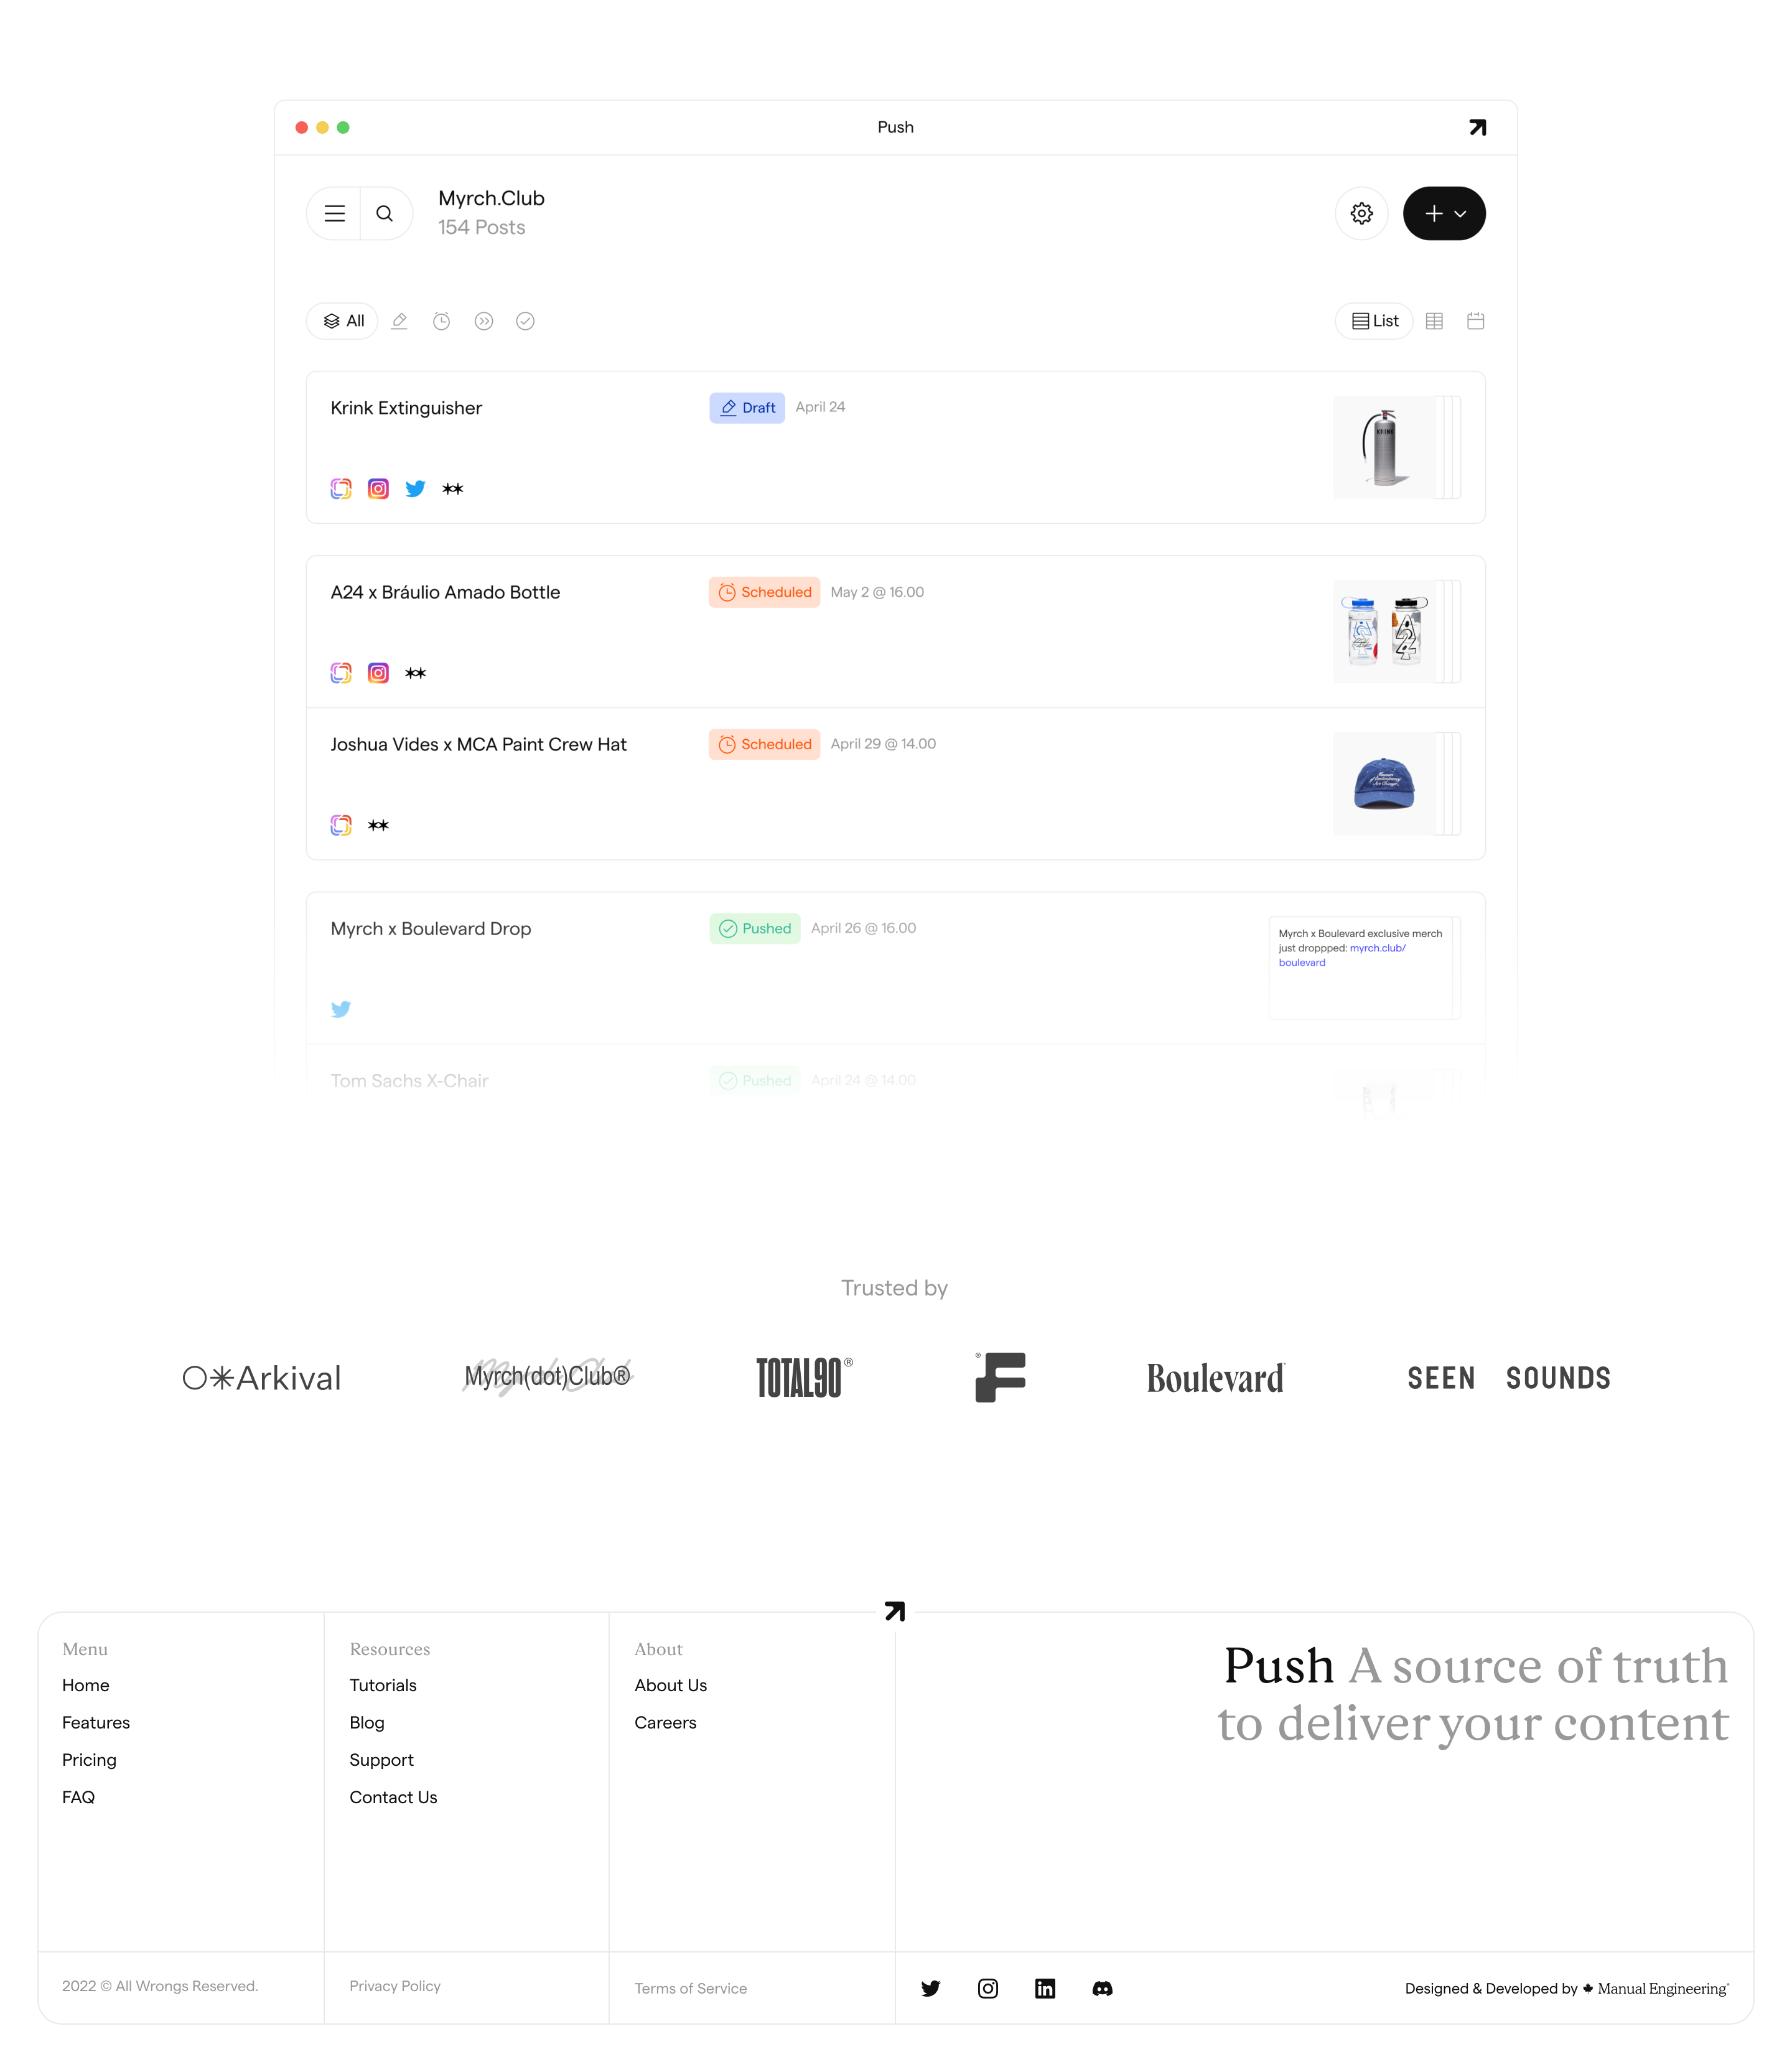 Push
Myrch.Club
154 Posts
All
List
Krink Extinguisher
Draft
April 24
KRINK
A24 x Bráulio Amado Bottle
Scheduled
May 2 @ 16.00
Joshua Vides x MCA Paint Crew Hat
Scheduled
April 29 @ 14.00
Myrch x Boulevard Drop
Pushed
April 26 @ 16.00
Myrch x Boulevard exclusive merch
just droppped: myrch.club/
boulevard
Tom Sachs X-Chair
Pushed
April 24 @ 14.00
Trusted by
Arkival
Myrch(dot)Club®
TOTAL90®
F®
Boulevard
SEEN SOUNDS
Menu
Home
Features
Pricing
FAQ
Resources
Tutorials
Blog
Support
Contact Us
About
About Us
Careers
Push A source of truth
to deliver your content
2022 © All Wrongs Reserved.
Privacy Policy
Terms of Service
Designed & Developed by Manual Engineering